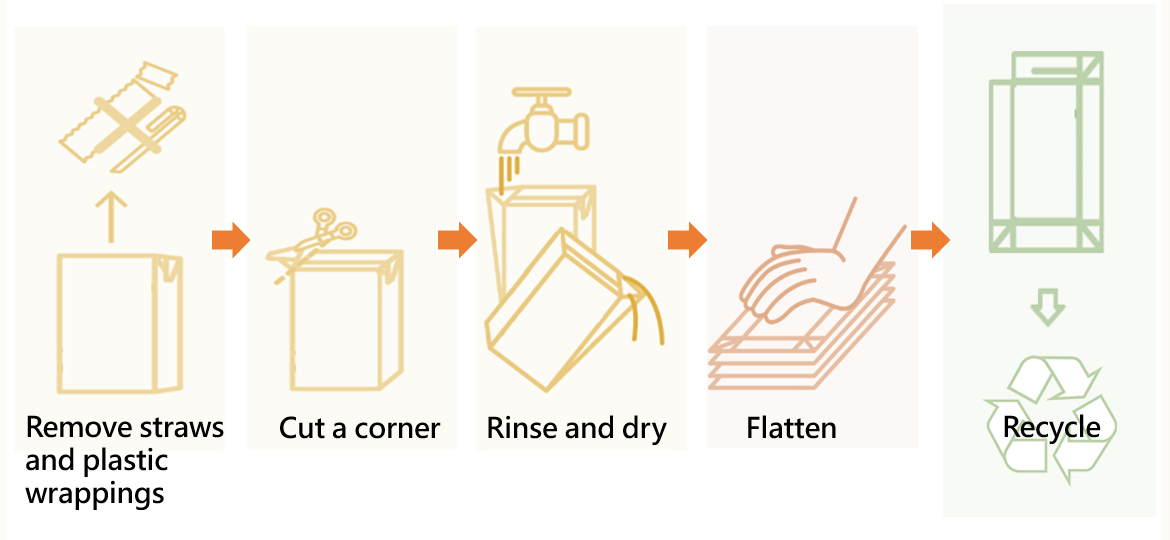 Remove straws
and plastic
wrappings
Cut a corner
Rinse and dry
Flatten
Recycle